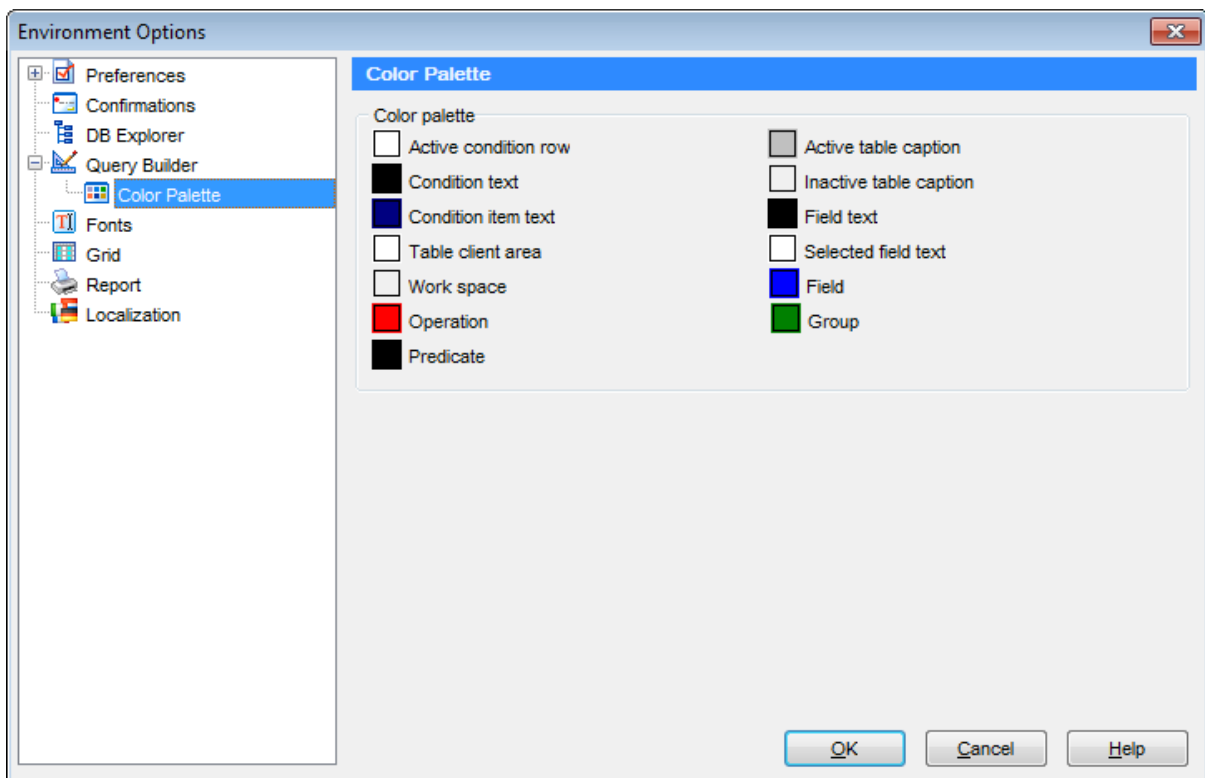 Environment Options
Preferences
Confirmations
DB Explorer
Query Builder
Color Palette
Fonts
Grid
Report
Localization
Color Palette
Color palette
Active condition row
Condition text
Condition item text
Table client area
Work space
Operation
Predicate
Active table caption
Inactive table caption
Field text
Selected field text
Field
Group
OK
Cancel
Help